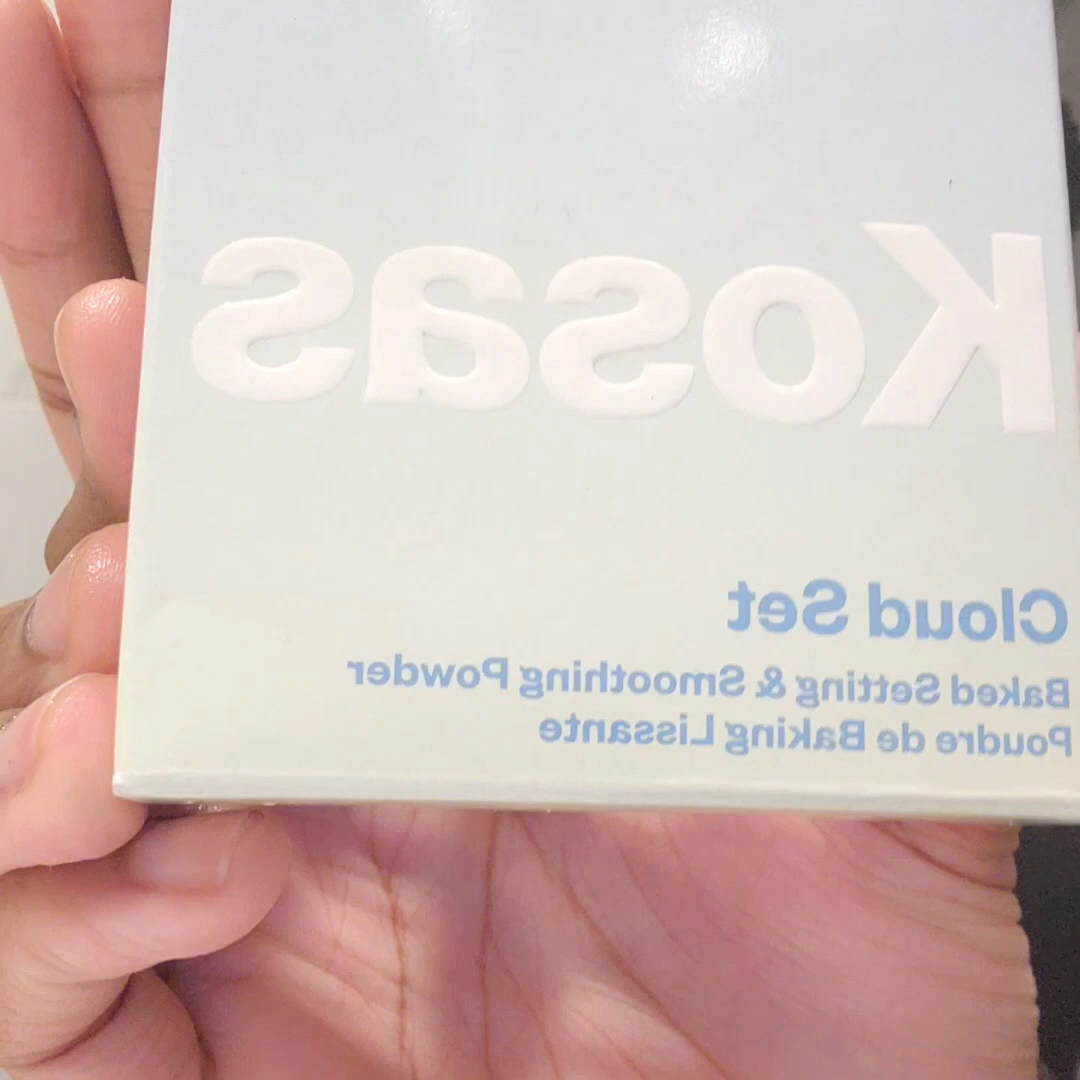 Kosas
Cloud Set
Baked Setting & Smoothing Powder
Poudre de Baking Lissante